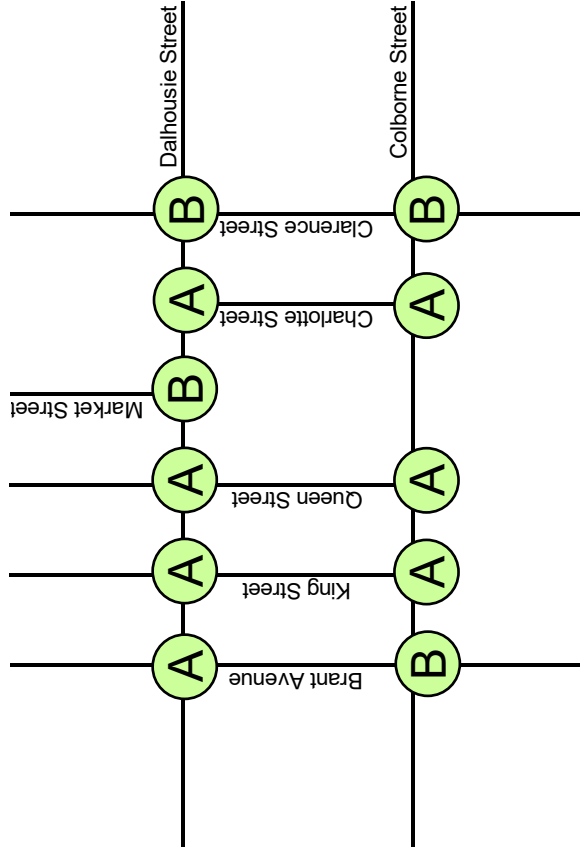 Dalhousie Street
Colborne Street
B
Clarence Street
B
A
Charlotte Street
A
Market Street
B
A
Queen Street
A
A
King Street
A
A
Brant Avenue
B